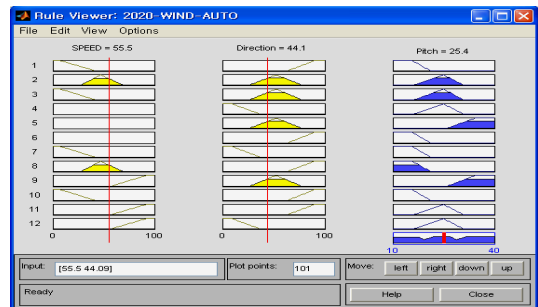 Rule Viewer: 2020-WIND-AUTO
File Edit View Options
SPEED = 55.5 Direction = 44.1 Pitch = 25.4
1
2
3
4
5
6
7
8
9
10
11
12
0 100 0 100
10 40
Input: [55.5 44.09] Plot points: 101 Move: left right down up
Ready Help Close